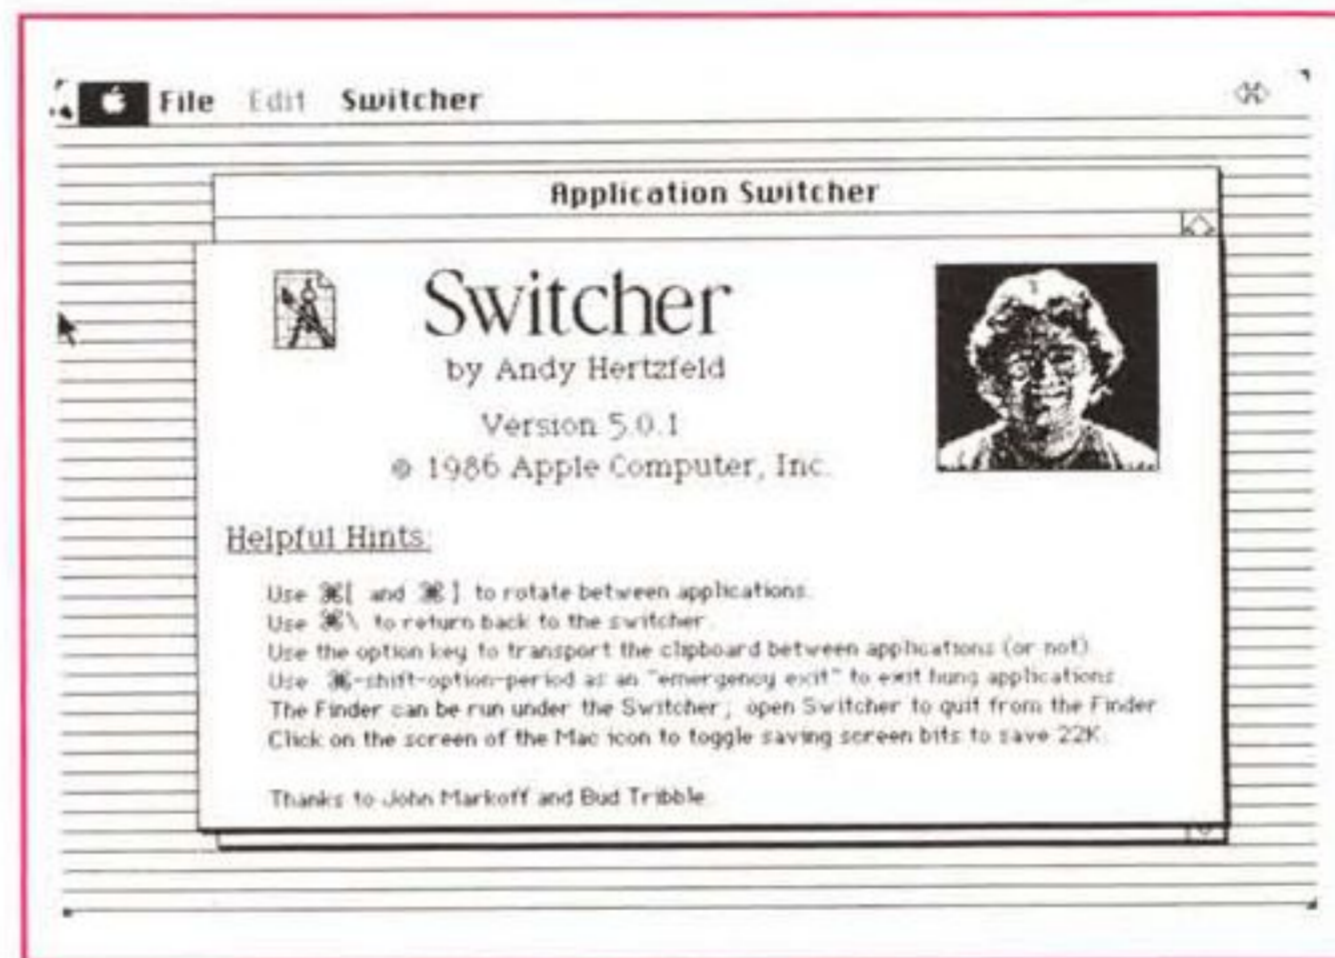 File Edit Switcher
Application Switcher
Switcher
by Andy Hertzfeld
Version 5.0.1
© 1986 Apple Computer, Inc.
Helpful Hints:
Use ⌘[ and ⌘] to rotate between applications.
Use ⌘\ to return back to the switcher.
Use the option key to transport the clipboard between applications (or not).
Use ⌘-shift-option-period as an "emergency exit" to exit hung applications.
The Finder can be run under the Switcher; open Switcher to quit from the Finder
Click on the screen of the Mac icon to toggle saving screen bits to save 22K.
Thanks to John Markoff and Bud Tribble.